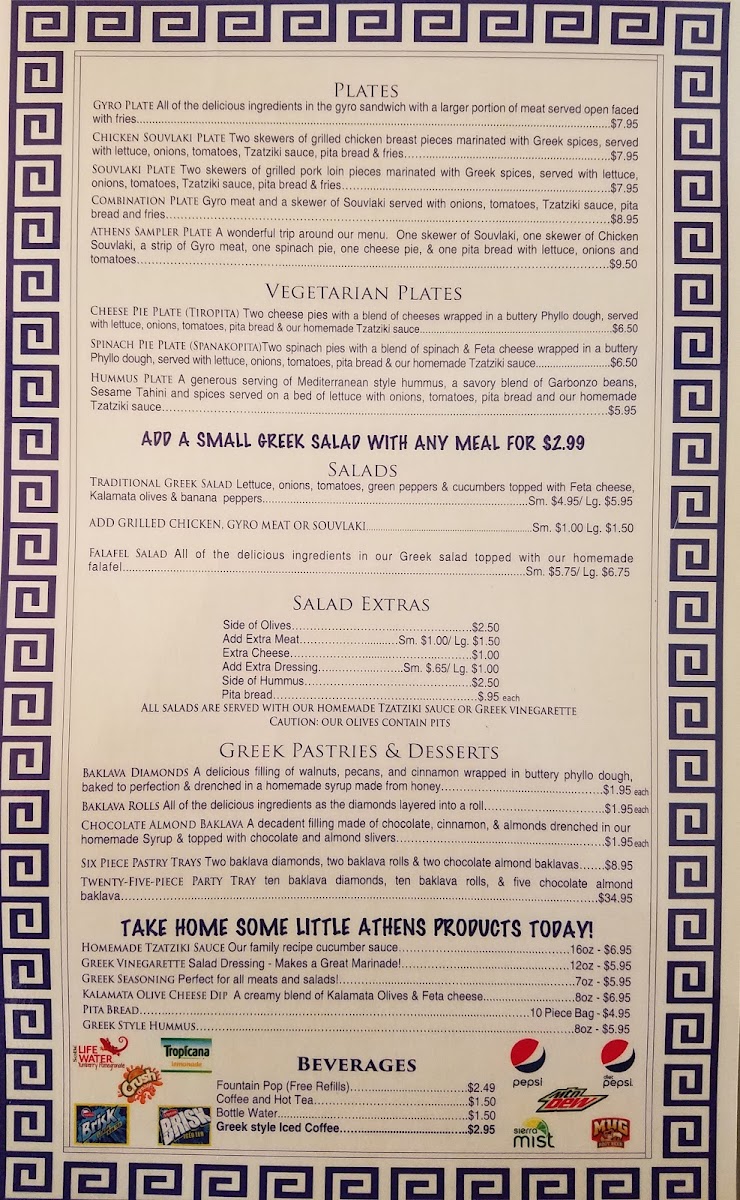 PLATES
GYRO PLATE All of the delicious ingredients in the gyro sandwich with a larger portion of meat served open faced
with fries...$7.95
CHICKEN SOUVLAKI PLATE Two skewers of grilled chicken breast pieces marinated with Greek spices, served
with lettuce, onions, tomatoes, Tzatziki sauce, pita bread & fries...$7.95
SOUVLAKI PLATE Two skewers of grilled pork loin pieces marinated with Greek spices, served with lettuce,
onions, tomatoes, Tzatziki sauce, pita bread & fries...$7.95
COMBINATION PLATE Gyro meat and a skewer of Souvlaki served with onions, tomatoes, Tzatziki sauce, pita
bread and fries...$8.95
ATHENS SAMPLER PLATE A wonderful trip around our menu. One skewer of Souvlaki, one skewer of Chicken
Souvlaki, a strip of Gyro meat, one spinach pie, one cheese pie, & one pita bread with lettuce, onions and
tomatoes...$9.50
VEGETARIAN PLATES
CHEESE PIE PLATE (TIROPITA) Two cheese pies with a blend of cheeses wrapped in a buttery Phyllo dough, served
with lettuce, onions, tomatoes, pita bread & our homemade Tzatziki sauce...$6.50
SPINACH PIE PLATE (SPANAKOPITA)Two spinach pies with a blend of spinach & Feta cheese wrapped in a buttery
Phyllo dough, served with lettuce, onions, tomatoes, pita bread & our homemade Tzatziki sauce...$6.50
HUMMUS PLATE A generous serving of Mediterranean style hummus, a savory blend of Garbonzo beans,
Sesame Tahini and spices served on a bed of lettuce with onions, tomatoes, pita bread and our homemade
Tzatziki sauce...$5.95
ADD A SMALL GREEK SALAD WITH ANY MEAL FOR $2.99
SALADS
TRADITIONAL GREEK SALAD Lettuce, onions, tomatoes, green peppers & cucumbers topped with Feta cheese,
Kalamata olives & banana peppers...Sm. $4.95/ Lg. $5.95
ADD GRILLED CHICKEN, GYRO MEAT OR SOUVLAKI...Sm. $1.00 Lg. $1.50
FALAFEL SALAD All of the delicious ingredients in our Greek salad topped with our homemade
falafel...Sm. $5.75/ Lg. $6.75
SALAD EXTRAS
Side of Olives...$2.50
Add Extra Meat...Sm. $1.00/ Lg. $1.50
Extra Cheese...$1.00
Add Extra Dressing...Sm. $.65/ Lg. $1.00
Side of Hummus...$2.50
Pita bread...$.95 each
ALL SALADS ARE SERVED WITH OUR HOMEMADE TZATZIKI SAUCE OR GREEK VINEGARETTE
CAUTION: OUR OLIVES CONTAIN PITS
GREEK PASTRIES & DESSERTS
BAKLAVA DIAMONDS A delicious filling of walnuts, pecans, and cinnamon wrapped in buttery phyllo dough,
baked to perfection & drenched in a homemade syrup made from honey...$1.95 each
BAKLAVA ROLLS All of the delicious ingredients as the diamonds layered into a roll...$1.95 each
CHOCOLATE ALMOND BAKLAVA A decadent filling made of chocolate, cinnamon, & almonds drenched in our
homemade Syrup & topped with chocolate and almond slivers...$1.95 each
SIX PIECE PASTRY TRAYS Two baklava diamonds, two baklava rolls & two chocolate almond baklavas...$8.95
TWENTY-FIVE-PIECE PARTY TRAY ten baklava diamonds, ten baklava rolls, & five chocolate almond
baklava...$34.95
TAKE HOME SOME LITTLE ATHENS PRODUCTS TODAY!
HOMEMADE TZATZIKI SAUCE Our family recipe cucumber sauce...16oz - $6.95
GREEK VINEGARETTE Salad Dressing - Makes a Great Marinade!...12oz - $5.95
GREEK SEASONING Perfect for all meats and salads!...7oz - $5.95
KALAMATA OLIVE CHEESE DIP A creamy blend of Kalamata Olives & Feta cheese...8oz - $6.95
PITA BREAD...10 Piece Bag - $4.95
GREEK STYLE HUMMUS...8oz - $5.95
BEVERAGES
Fountain Pop (Free Refills)...$2.49
Coffee and Hot Tea...$1.50
Bottle Water...$1.50
Greek style Iced Coffee...$2.95
LIFE
WATER
Tropicana
lemonade
Crush
Brisk
BRISK
ICED TEA
pepsi
diet
pepsi
Mtn
DEW
sierra
mist
MUG
ROOT BEER